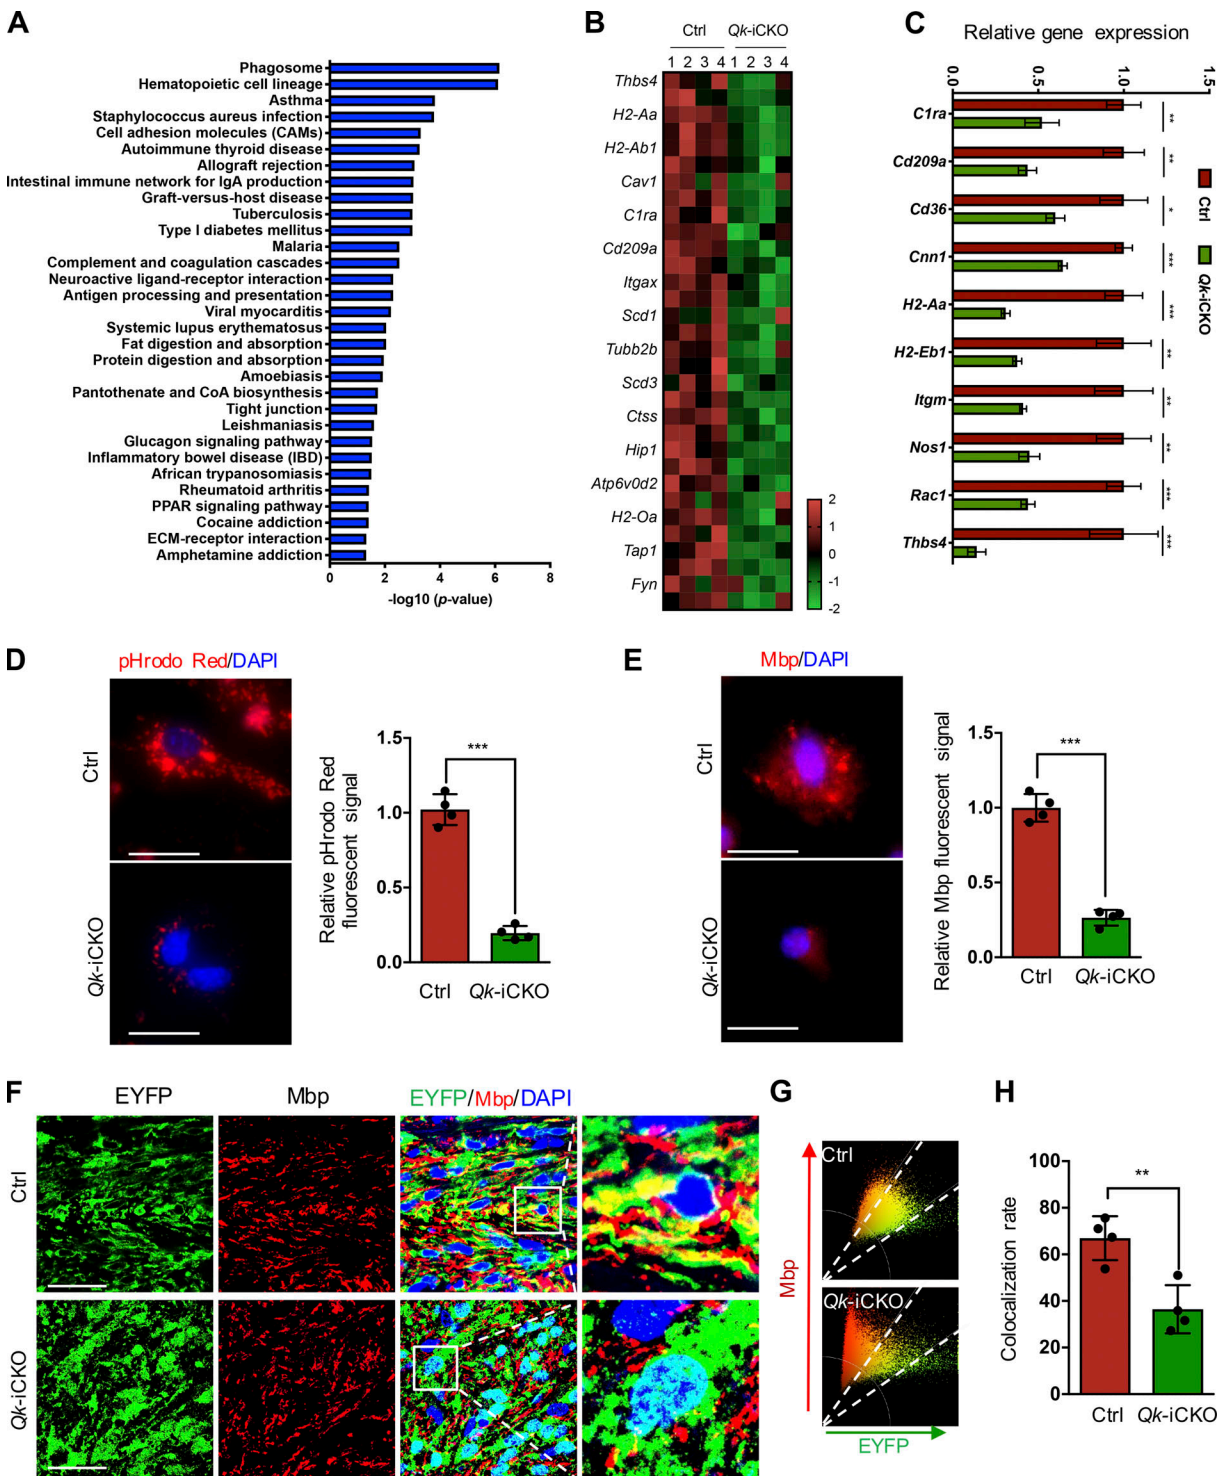 A
Phagosome
Hematopoietic cell lineage
Asthma
Staphylococcus aureus infection
Cell adhesion molecules (CAMs)
Autoimmune thyroid disease
Allograft rejection
Intestinal immune network for IgA production
Graft-versus-host disease
Tuberculosis
Type I diabetes mellitus
Malaria
Complement and coagulation cascades
Neuroactive ligand-receptor interaction
Antigen processing and presentation
Viral myocarditis
Systemic lupus erythematosus
Fat digestion and absorption
Protein digestion and absorption
Amoebiasis
Pantothenate and CoA biosynthesis
Tight junction
Leishmaniasis
Glucagon signaling pathway
Inflammatory bowel disease (IBD)
African trypanosomiasis
Rheumatoid arthritis
PPAR signaling pathway
Cocaine addiction
ECM-receptor interaction
Amphetamine addiction
0 2 4 6 8
-log10 (p-value)
B
Ctrl Qk-iCKO
1 2 3 4 1 2 3 4
Thbs4
H2-Aa
H2-Ab1
Cav1
C1ra
Cd209a
Itgax
Scd1
Tubb2b
Scd3
Ctss
Hip1
Atp6v0d2
H2-Oa
Tap1
Fyn
2
1
0
-1
-2
C
Relative gene expression
0.0 0.5 1.0 1.5
C1ra **
Cd209a **
Cd36 *
Cnn1 ***
H2-Aa ***
H2-Eb1 **
Itgm **
Nos1 **
Rac1 ***
Thbs4 ***
Ctrl
Qk-iCKO
D
pHrodo Red/DAPI
Ctrl
Qk-iCKO
Relative pHrodo Red
fluorescent signal
1.5
1.0
0.5
0.0
***
Ctrl Qk-iCKO
E
Mbp/DAPI
Ctrl
Qk-iCKO
Relative Mbp fluorescent signal
1.5
1.0
0.5
0.0
***
Ctrl Qk-iCKO
F
EYFP Mbp EYFP/Mbp/DAPI
Ctrl
Qk-iCKO
G
Mbp
Ctrl
Qk-iCKO
EYFP
H
Colocalization rate
100
80
60
40
20
0
**
Ctrl Qk-iCKO